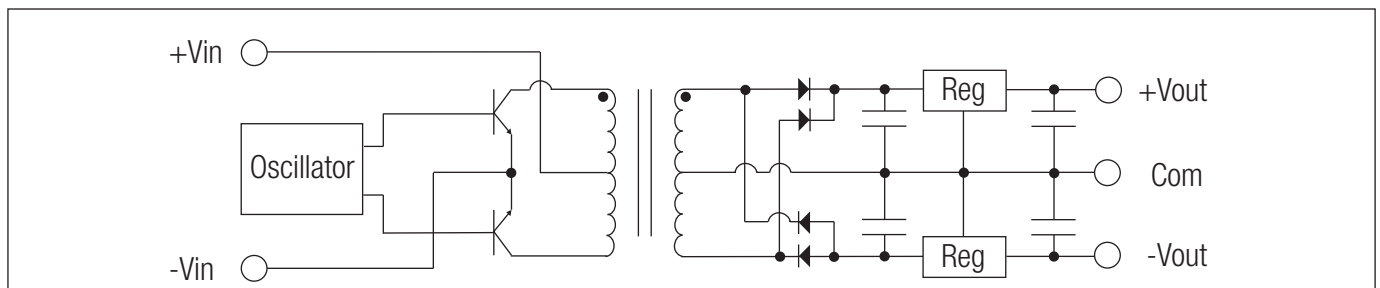 +Vin
Reg
+Vout
Oscillator
Com
-Vin
Reg
-Vout